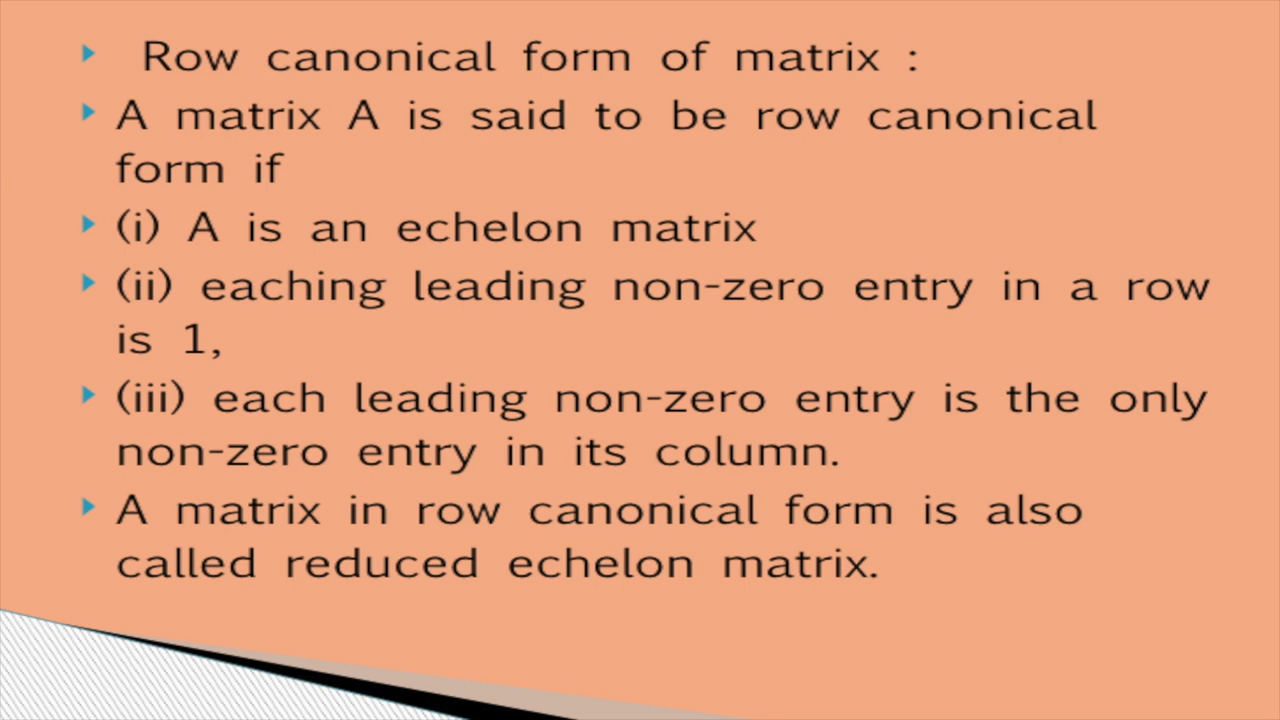 Row canonical form of matrix :
A matrix A is said to be row canonical
form if
(i) A is an echelon matrix
(ii) eaching leading non-zero entry in a row
is 1,
(iii) each leading non-zero entry is the only
non-zero entry in its column.
A matrix in row canonical form is also
called reduced echelon matrix.